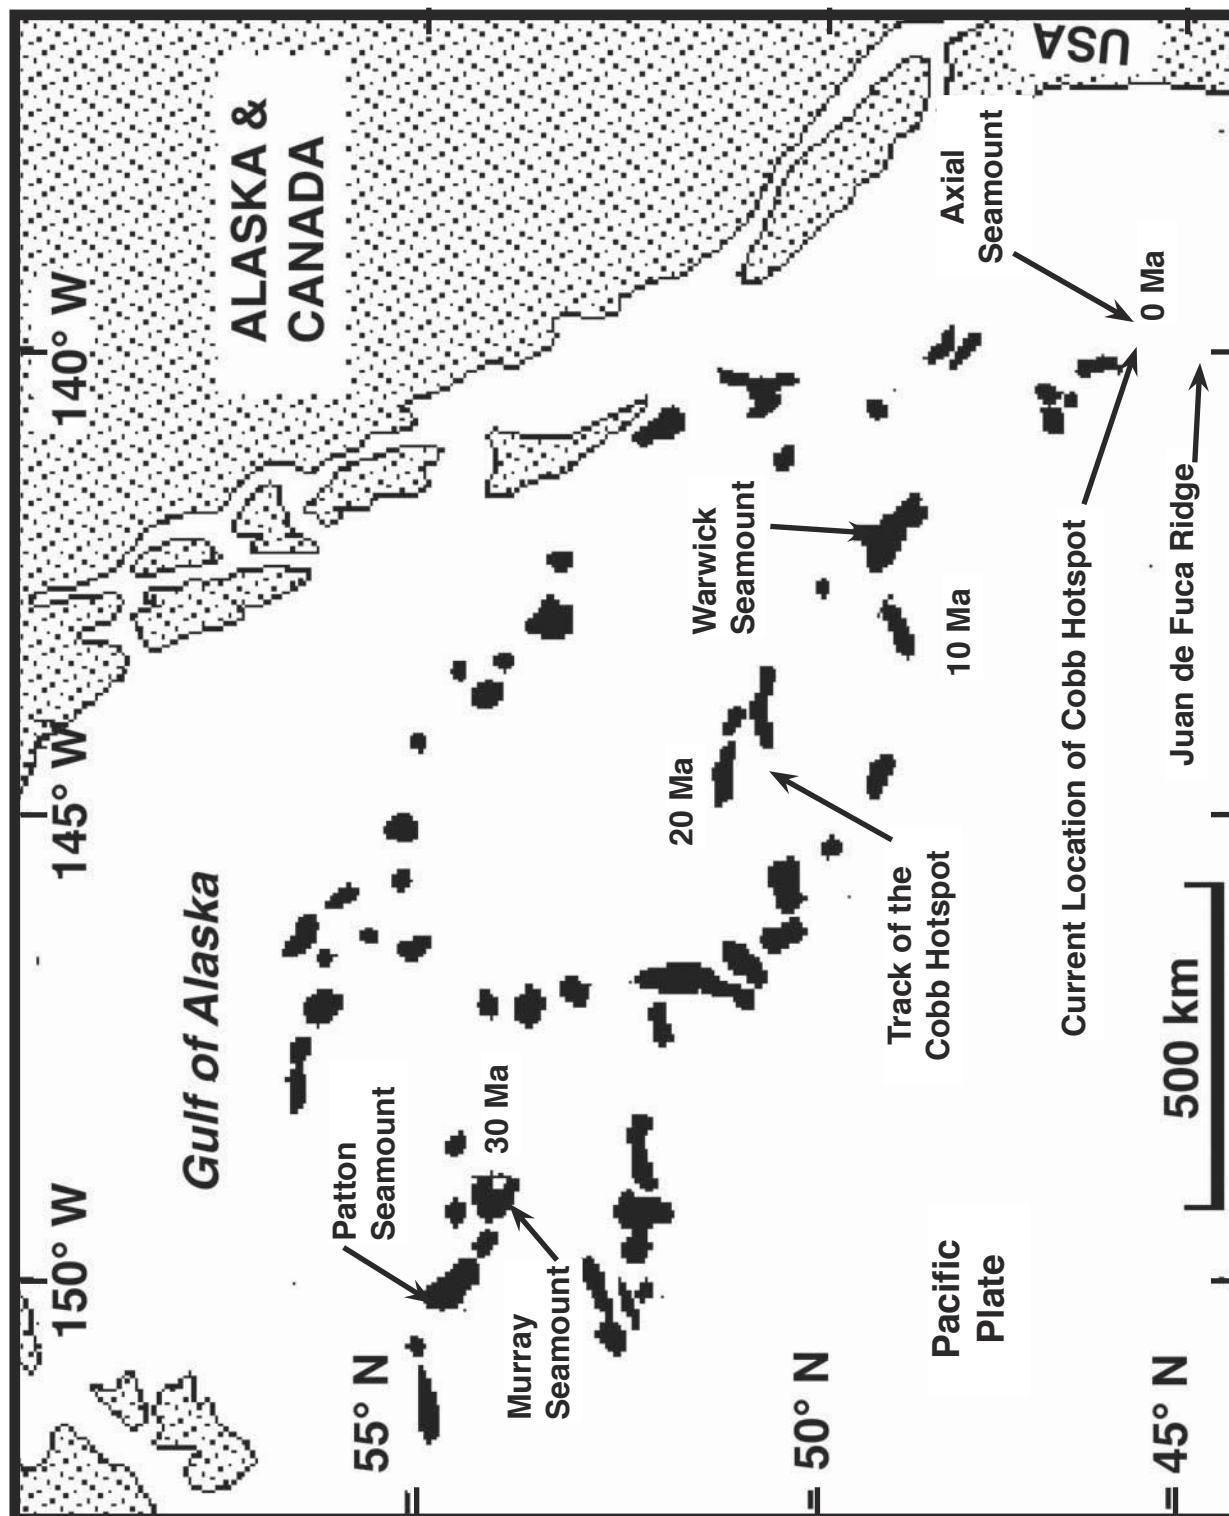 ALASKA &
CANADA
USA
140° W
145° W
150° W
Gulf of Alaska
Axial
Seamount
0 Ma
Warwick
Seamount
10 Ma
20 Ma
Track of the
Cobb Hotspot
Current Location of Cobb Hotspot
Juan de Fuca Ridge
Patton
Seamount
30 Ma
Murray
Seamount
Pacific
Plate
500 km
55° N
50° N
45° N